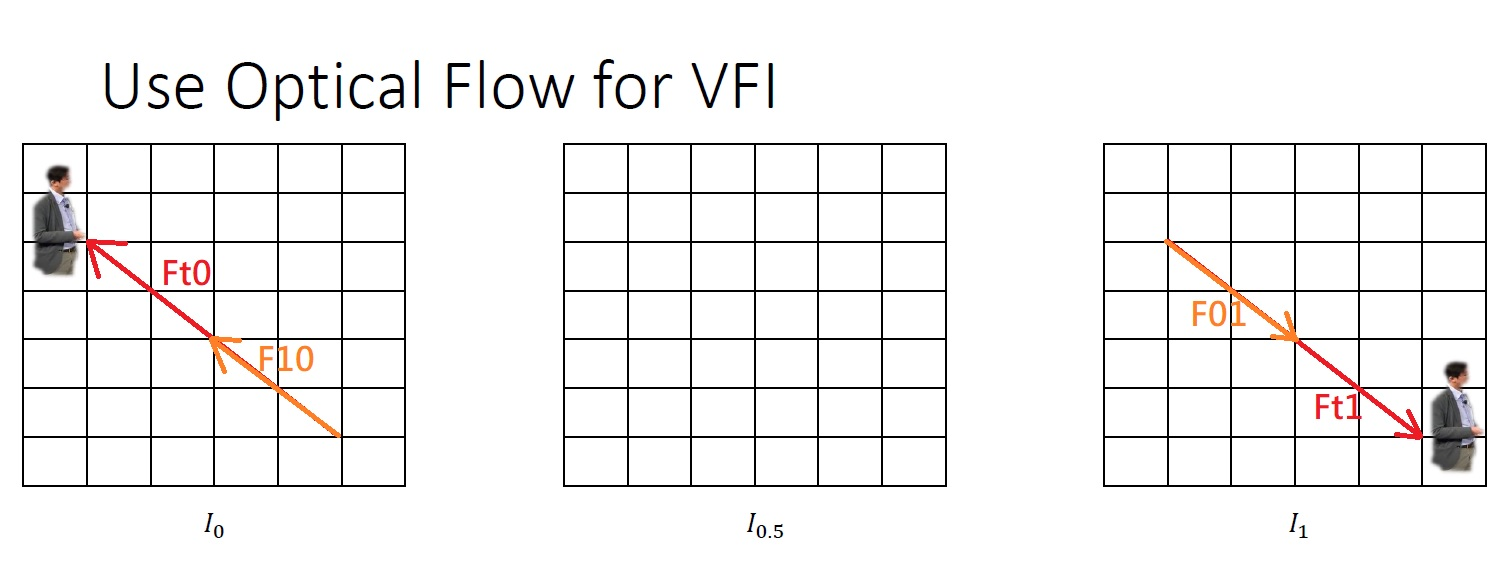 Use Optical Flow for VFI
Ft0
F10
F01
Ft1
I₀
I₀.₅
I₁